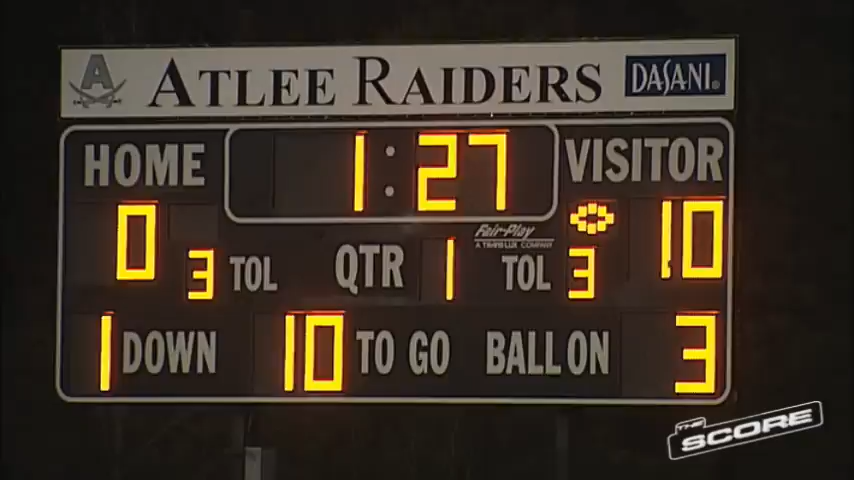 A ATLEE RAIDERS DASANI®
HOME 1:27 VISITOR
0 3 TOL QTR 1 Fair-Play
A TRANS-LUX COMPANY
TOL 3 10
1 DOWN 10 TO GO BALL ON 3
THE SCORE